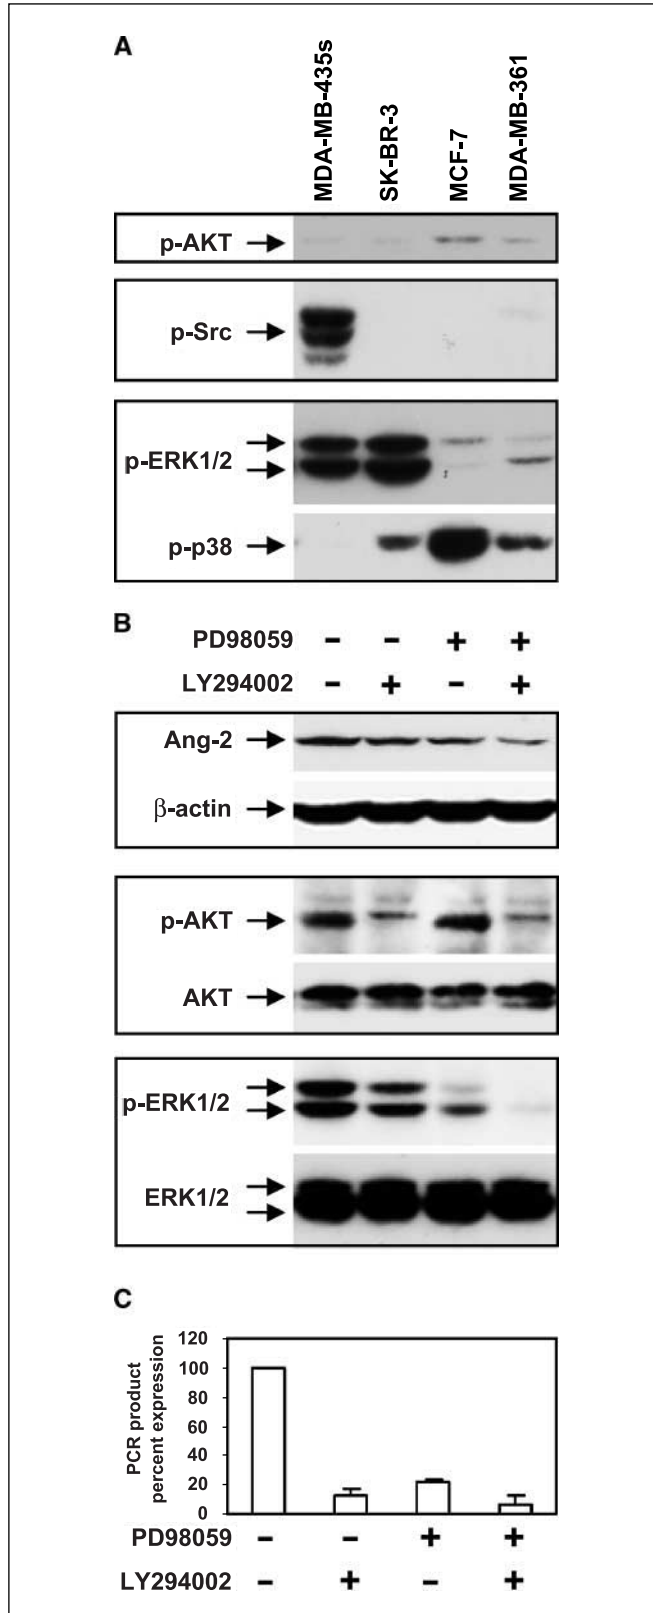 A
MDA-MB-435s
SK-BR-3
MCF-7
MDA-MB-361
p-AKT
p-Src
p-ERK1/2
p-p38
B
PD98059 - - + +
LY294002 - + - +
Ang-2
β-actin
p-AKT
AKT
p-ERK1/2
ERK1/2
C
PCR product
percent expression
120
100
80
60
40
20
0
PD98059 - - + +
LY294002 - + - +